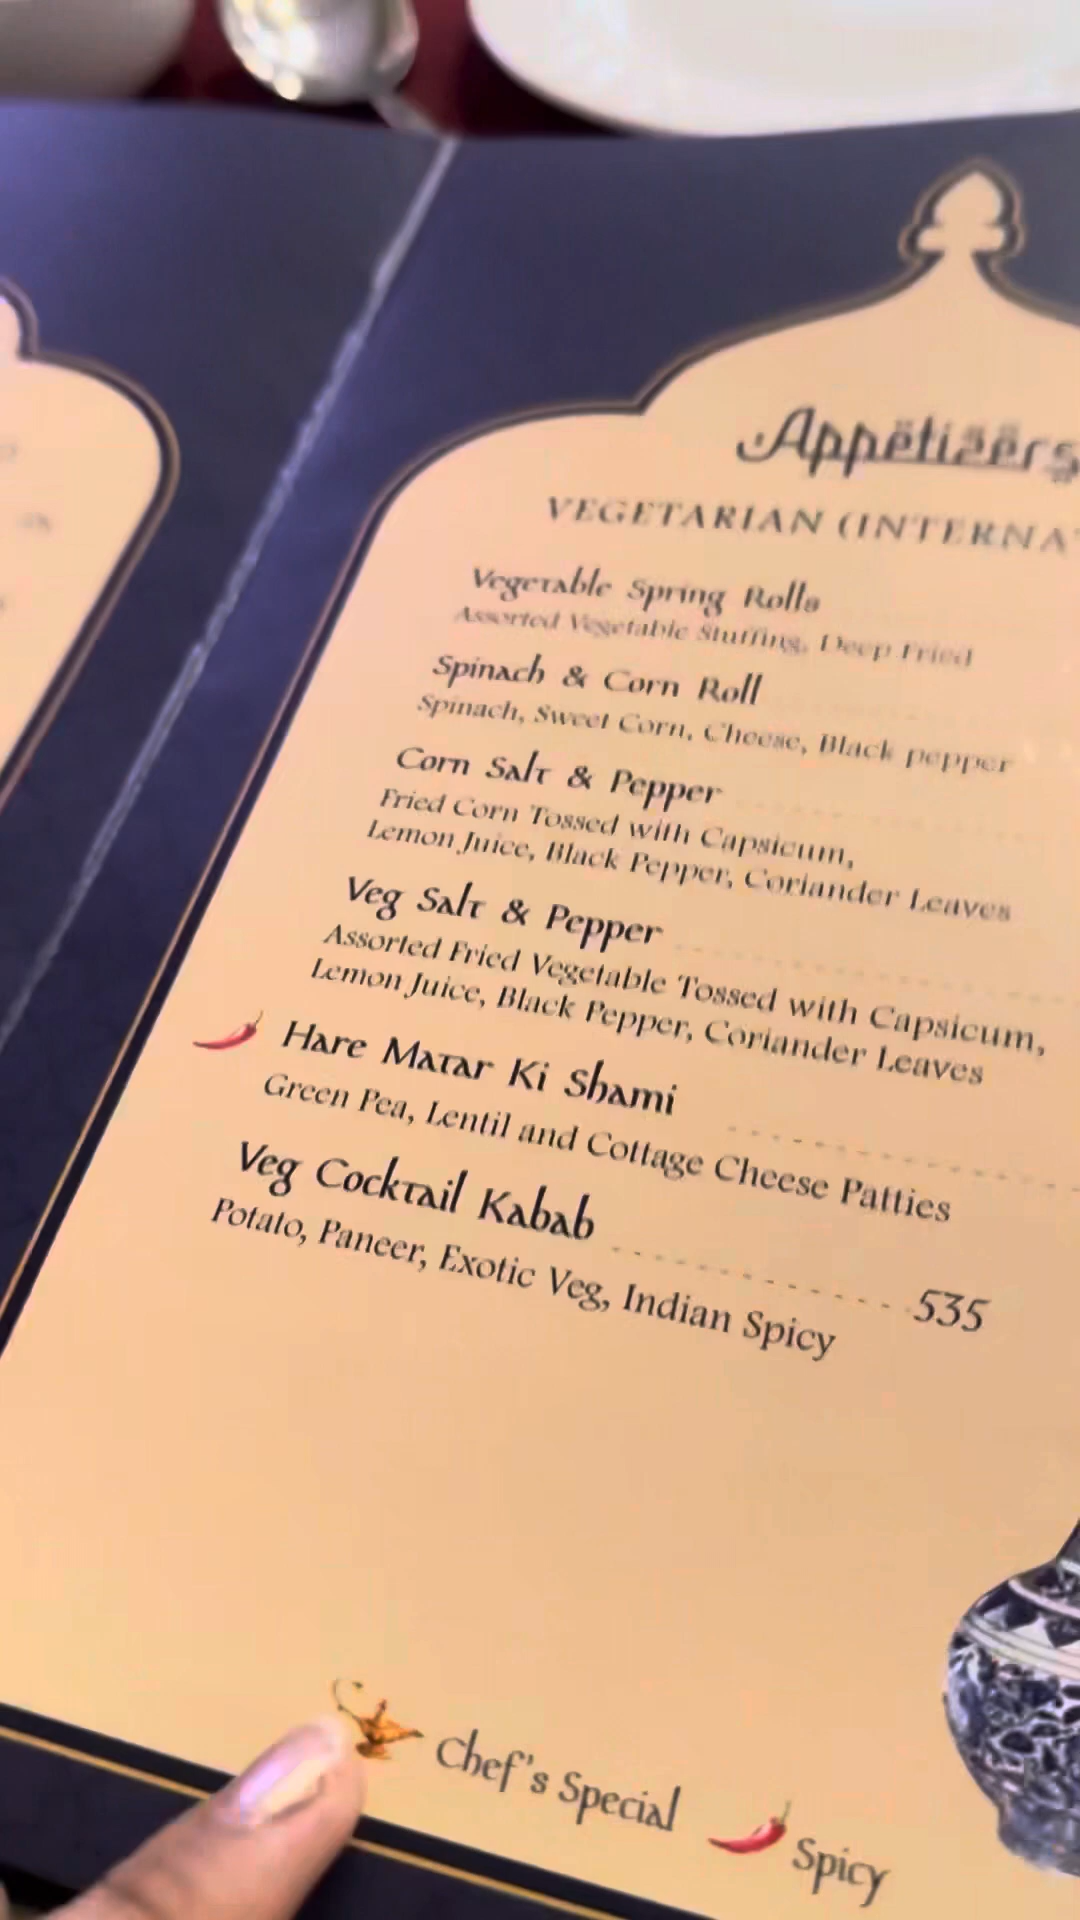 Appetizers
VEGETARIAN (INTERNA
Vegetable Spring Rolls
Assorted Vegetable Stuffing, Deep Fried
Spinach & Corn Roll
Spinach, Sweet Corn, Cheese, Black pepper
Corn Salt & Pepper
Fried Corn Tossed with Capsicum,
Lemon Juice, Black Pepper, Coriander Leaves
Veg Salt & Pepper
Assorted Fried Vegetable Tossed with Capsicum,
Lemon Juice, Black Pepper, Coriander Leaves
Hare Matar Ki Shami
Green Pea, Lentil and Cottage Cheese Patties
Veg Cocktail Kabab 535
Potato, Paneer, Exotic Veg, Indian Spicy
Chef's Special Spicy